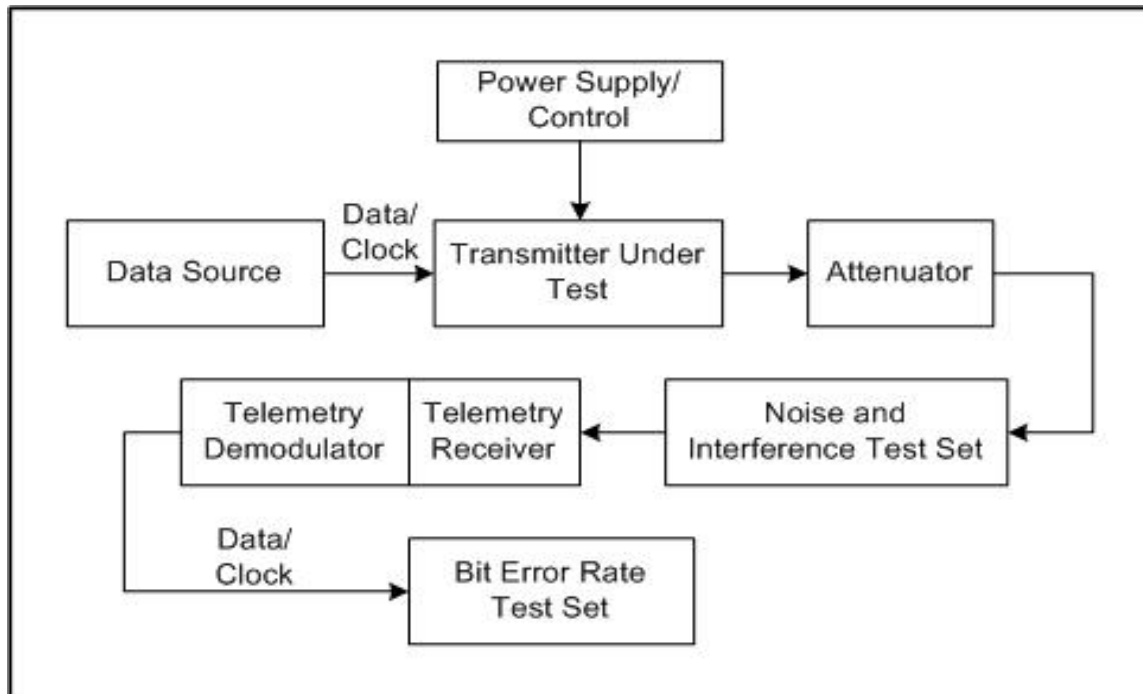 Power Supply/
Control
Data/
Clock
Data Source
Transmitter Under
Test
Attenuator
Telemetry
Demodulator
Telemetry
Receiver
Noise and
Interference Test Set
Data/
Clock
Bit Error Rate
Test Set